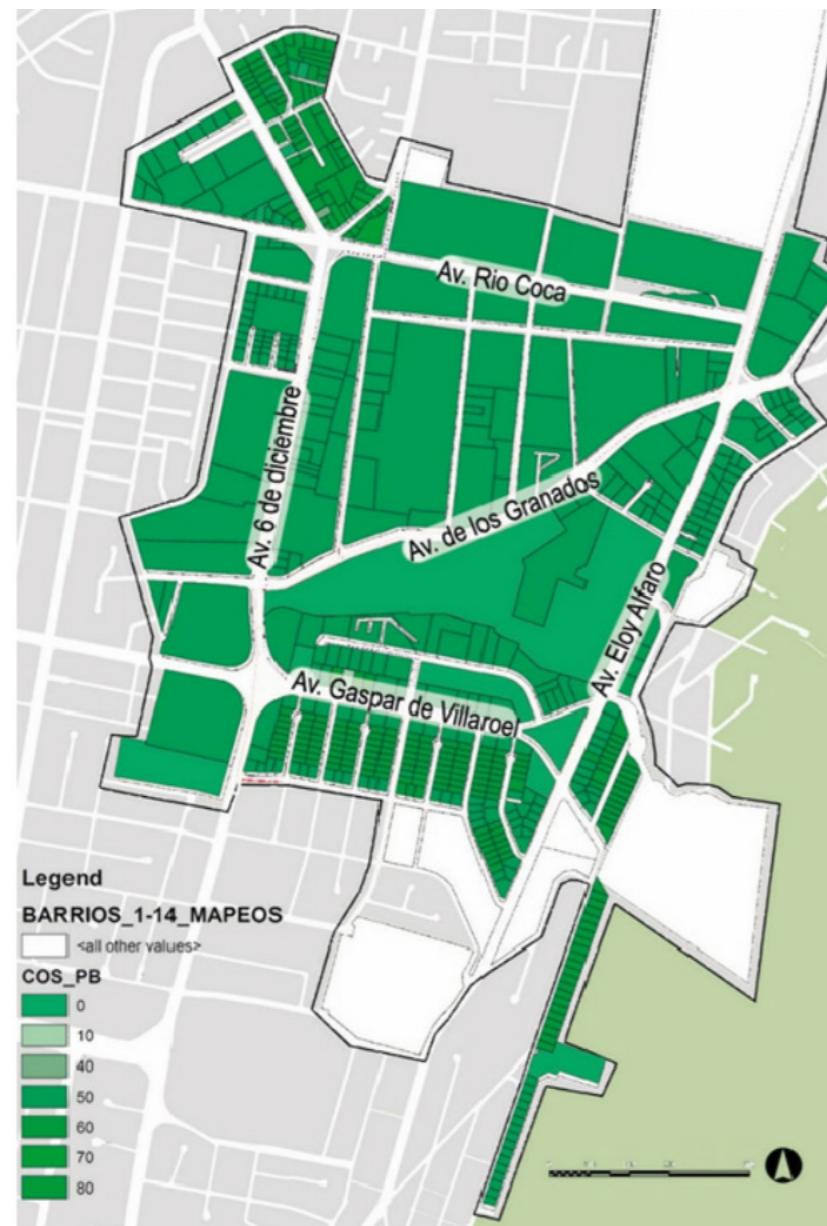 Av. Rio Coca
Av. 6 de diciembre
Av. de los Granados
Av. Eloy Alfaro
Av. Gaspar de Villaroel
Legend
BARRIOS_1-14_MAPEOS
<all other values>
COS_PB
0
10
40
50
60
70
80